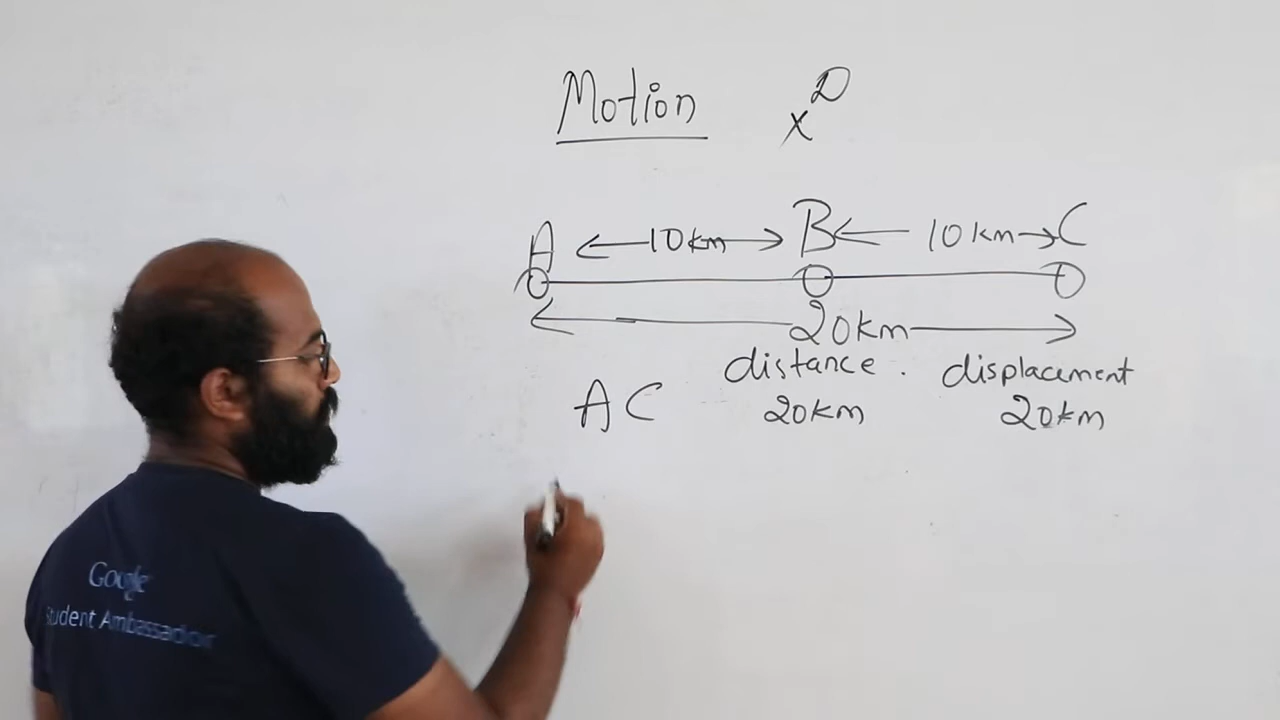 Motion x D
A 10km B 10km C
20km
distance. displacement
AC 20km 20km
Google
Student Ambassador